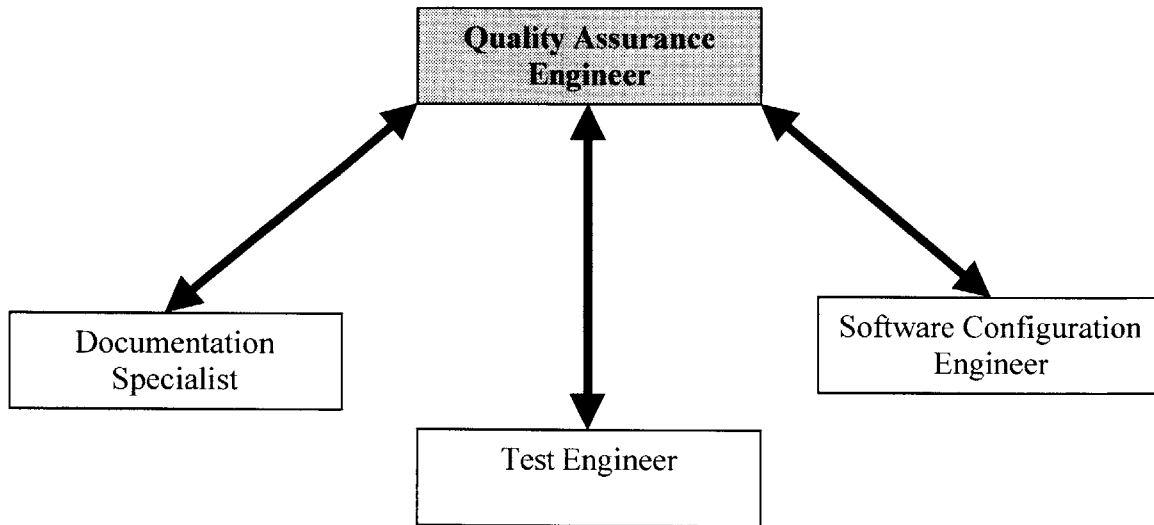 Quality Assurance
Engineer
Documentation
Specialist
Software Configuration
Engineer
Test Engineer